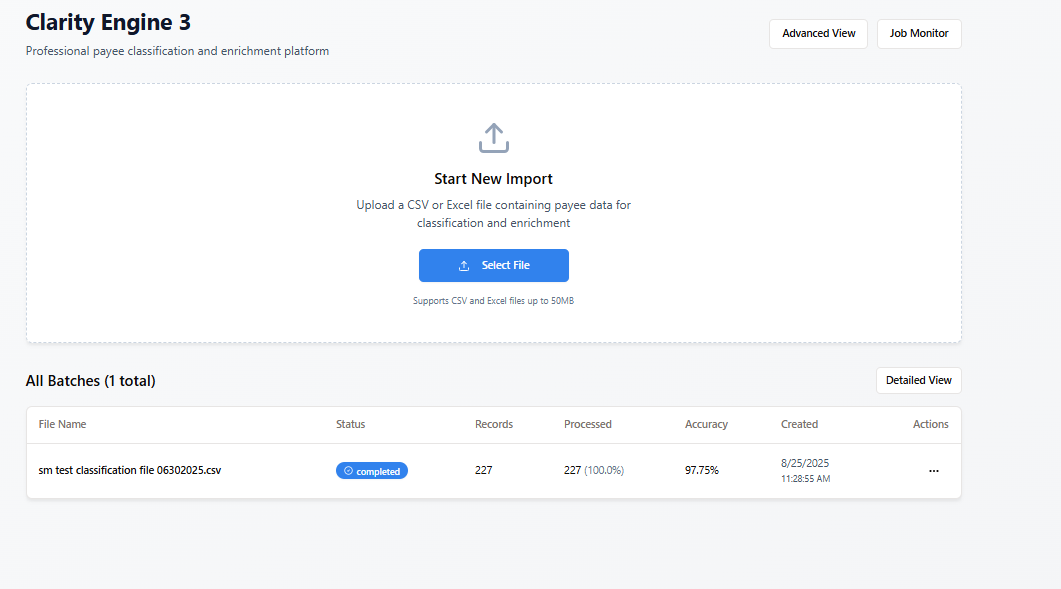 Clarity Engine 3
Professional payee classification and enrichment platform
Advanced View
Job Monitor
Start New Import
Upload a CSV or Excel file containing payee data for
classification and enrichment
Select File
Supports CSV and Excel files up to 50MB
All Batches (1 total)
Detailed View
File Name Status Records Processed Accuracy Created Actions
sm test classification file 06302025.csv completed 227 227 (100.0%) 97.75% 8/25/2025 ...
11:28:55 AM